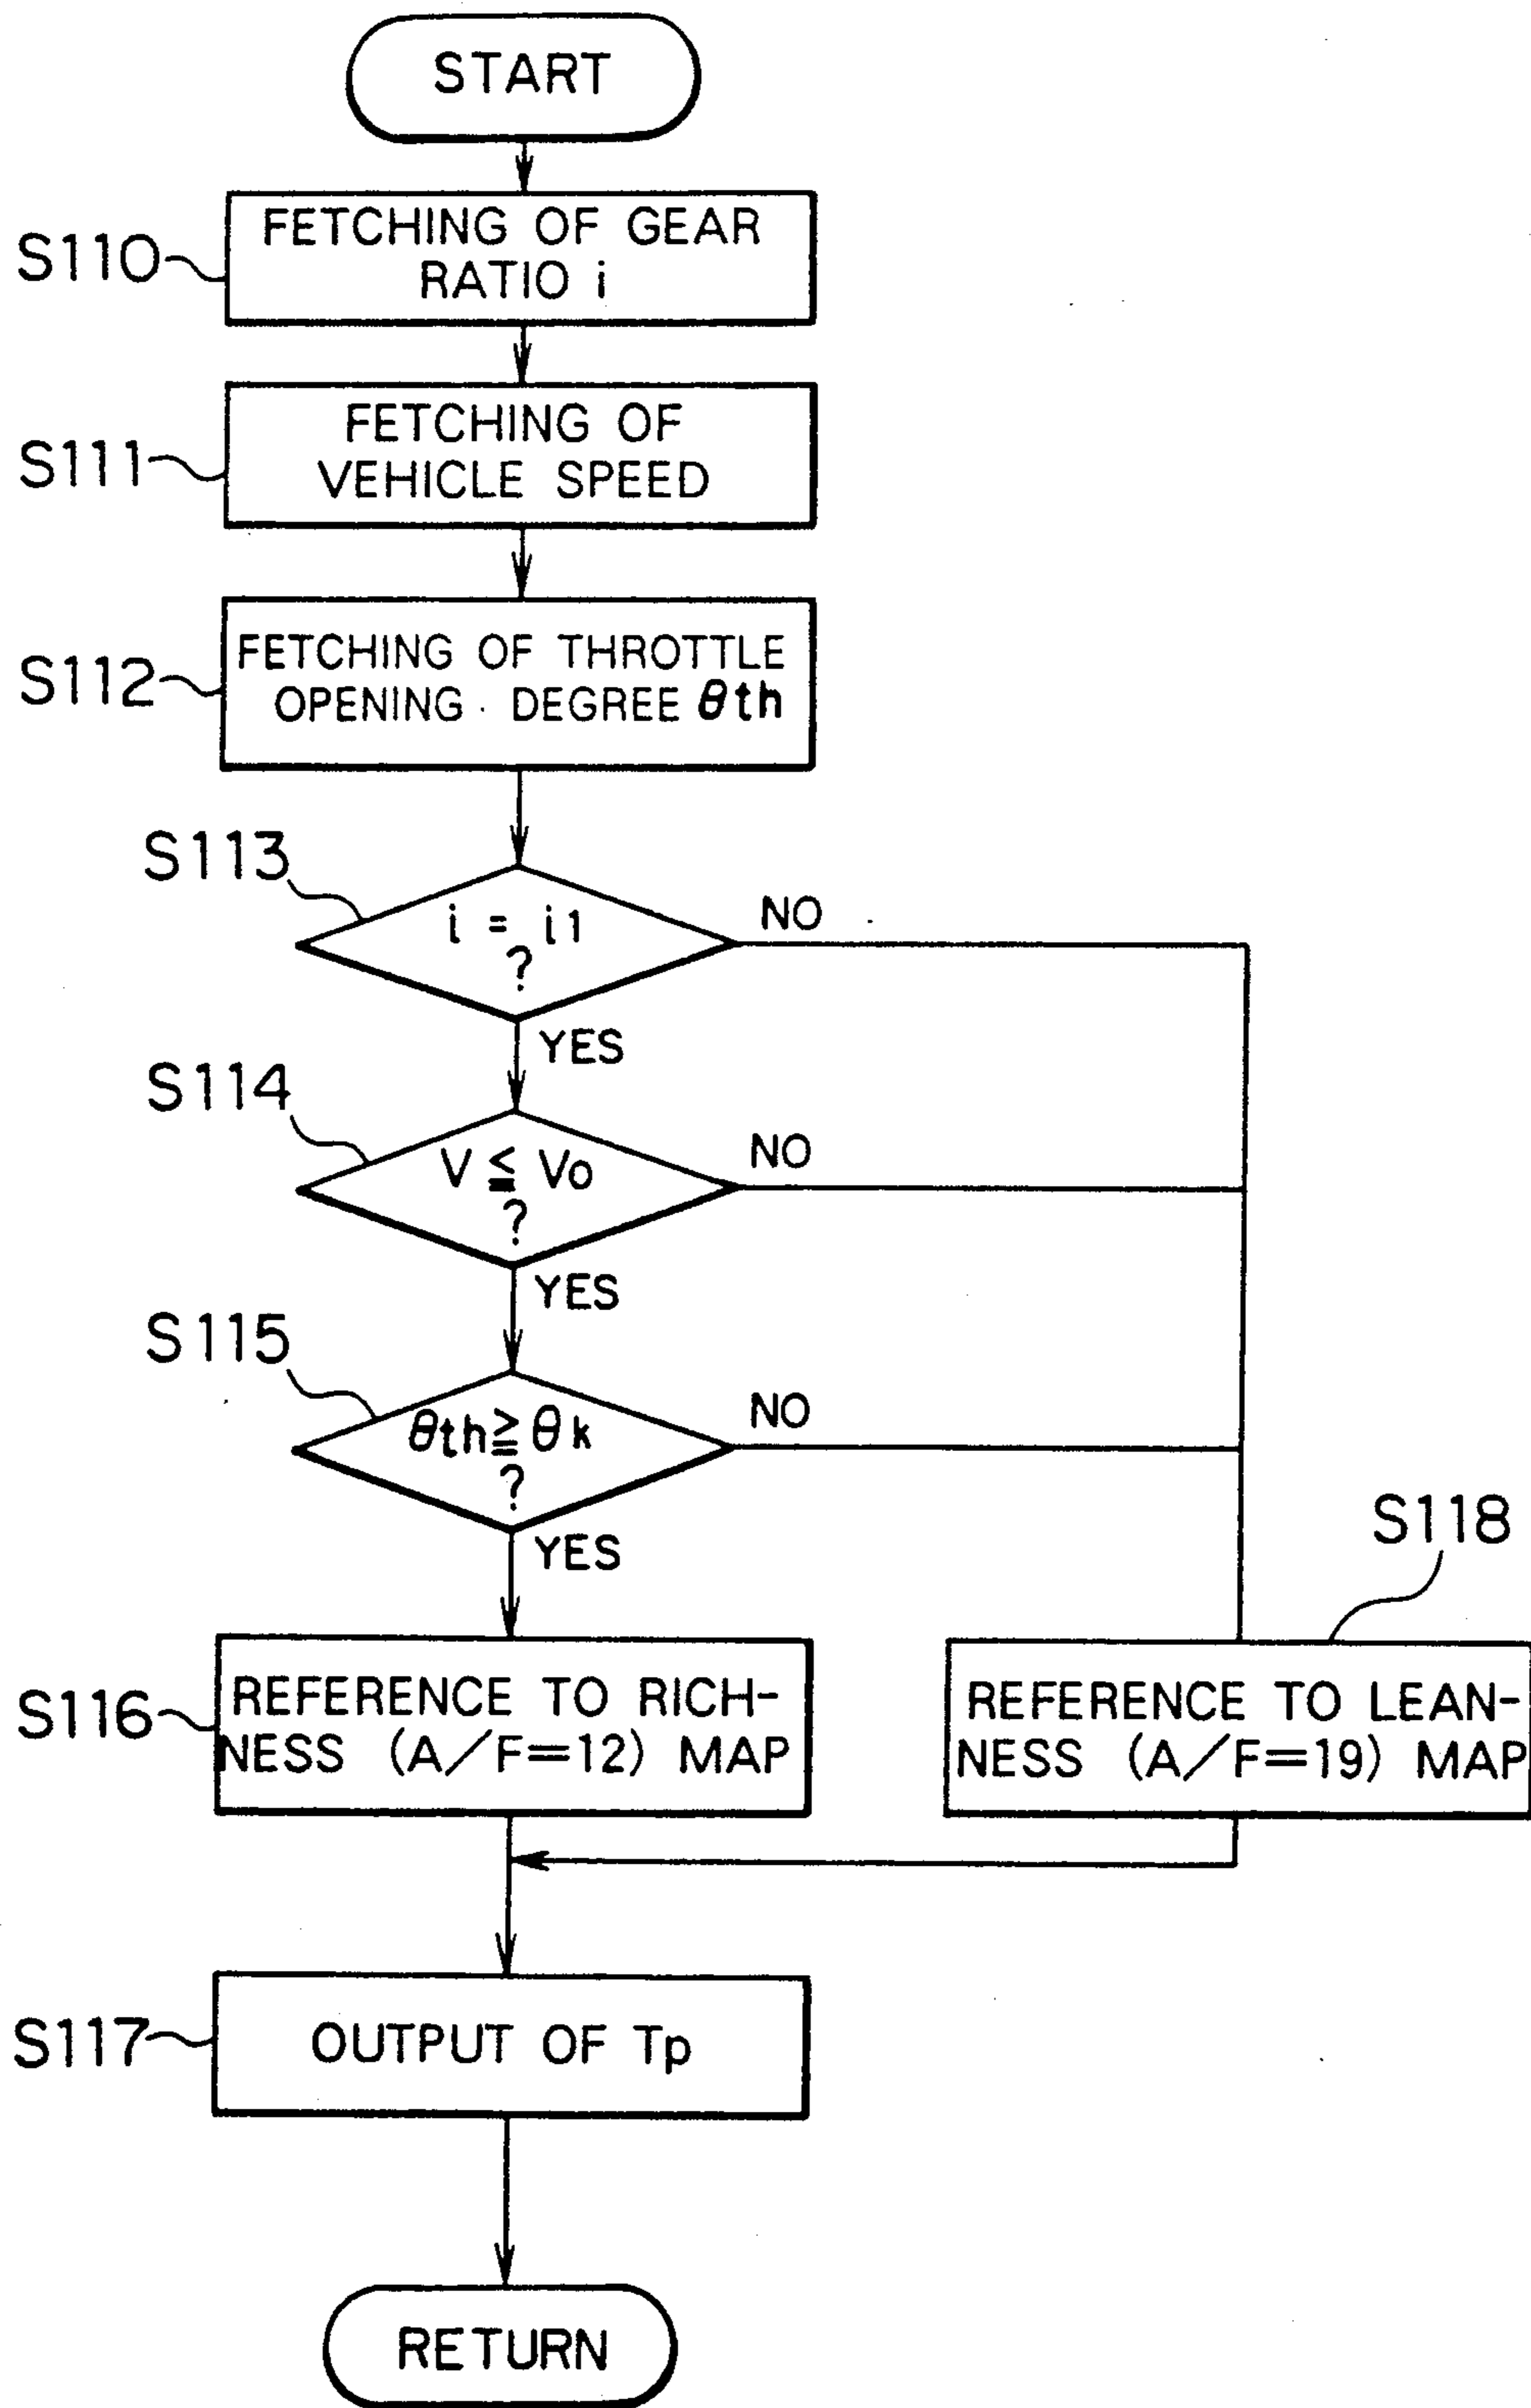 START
S110
FETCHING OF GEAR
RATIO i
S111
FETCHING OF
VEHICLE SPEED
S112
FETCHING OF THROTTLE
OPENING DEGREE θth
S113
i = i1
?
NO
YES
S114
V ≦ Vo
?
NO
YES
S115
θth ≧ θk
?
NO
YES
S116
REFERENCE TO RICH-
NESS (A/F=12) MAP
S118
REFERENCE TO LEAN-
NESS (A/F=19) MAP
S117
OUTPUT OF Tp
RETURN